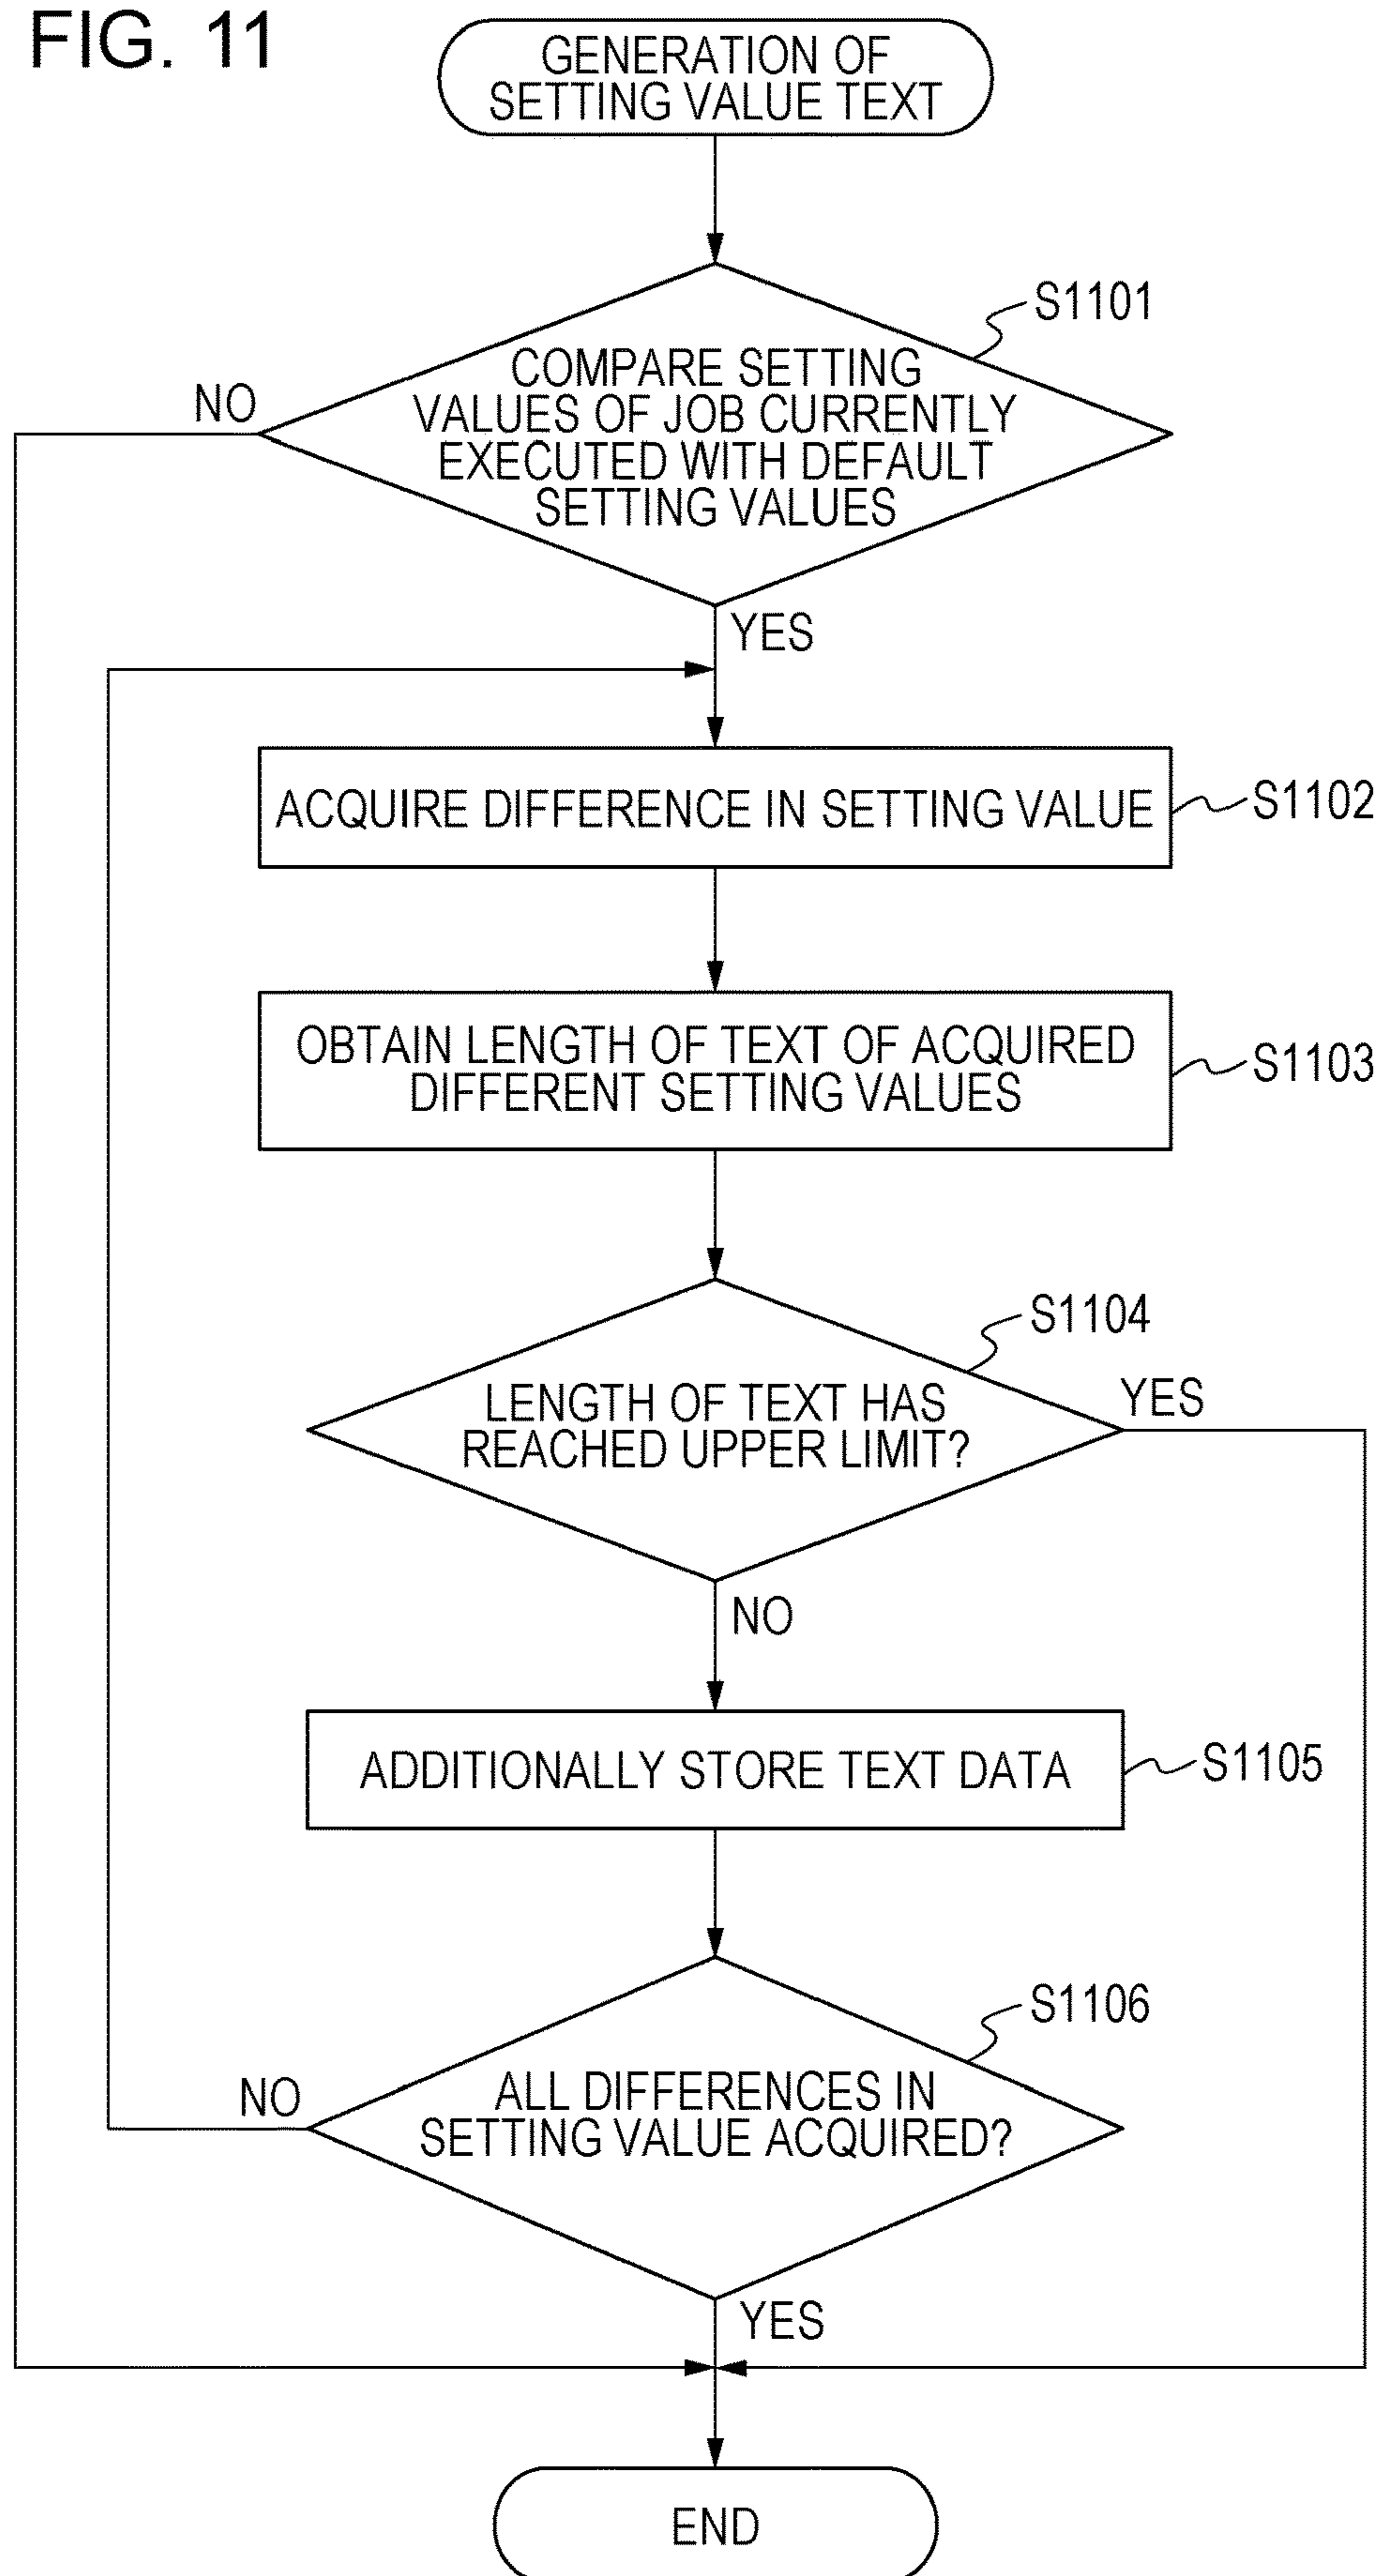 FIG. 11
GENERATION OF
SETTING VALUE TEXT
S1101
COMPARE SETTING
VALUES OF JOB CURRENTLY
EXECUTED WITH DEFAULT
SETTING VALUES
NO
YES
ACQUIRE DIFFERENCE IN SETTING VALUE
S1102
OBTAIN LENGTH OF TEXT OF ACQUIRED
DIFFERENT SETTING VALUES
S1103
S1104
LENGTH OF TEXT HAS
REACHED UPPER LIMIT?
YES
NO
ADDITIONALLY STORE TEXT DATA
S1105
S1106
ALL DIFFERENCES IN
SETTING VALUE ACQUIRED?
NO
YES
END